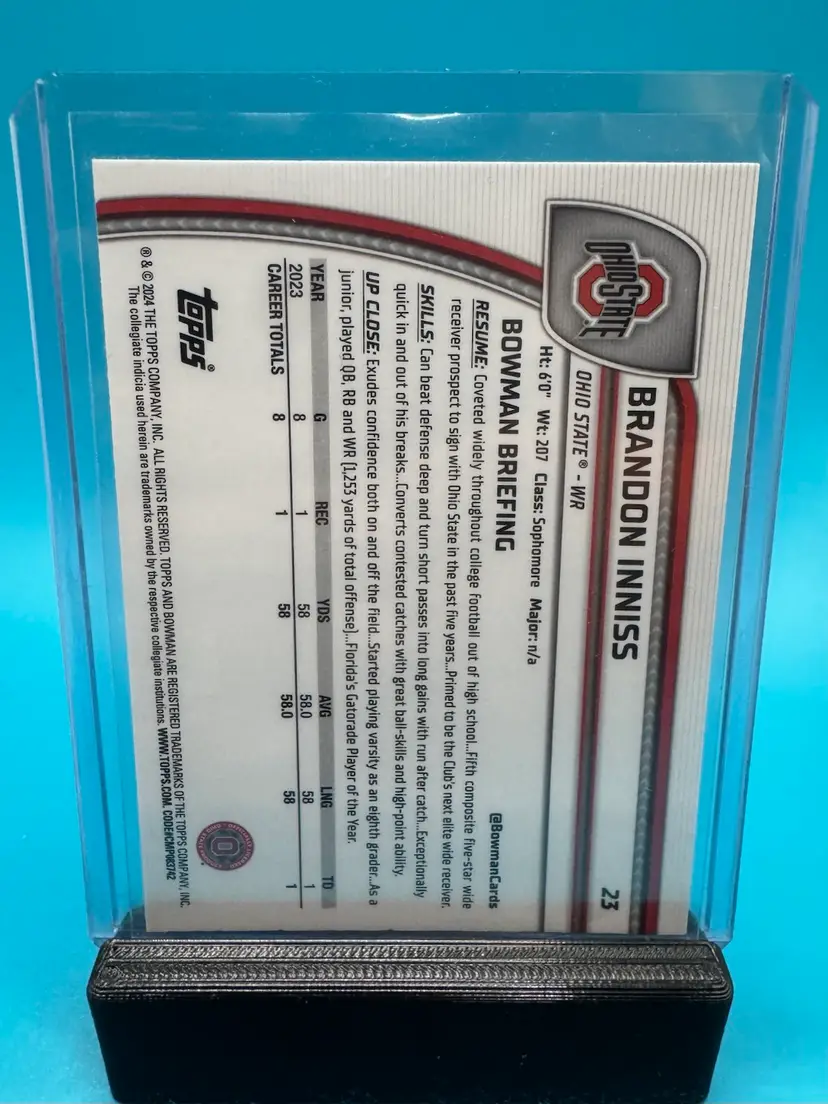 OHIO STATE
BRANDON INNISS
23
OHIO STATE® - WR
Ht: 6'0" Wt: 207 Class: Sophomore Major: n/a
BOWMAN BRIEFING
@BowmanCards
RESUME: Coveted widely throughout college football out of high school...Fifth composite five-star wide
receiver prospect to sign with Ohio State in the past five years...Primed to be the Club's next elite wide receiver.
SKILLS: Can beat defense deep and turn short passes into long gains with run after catch...Exceptionally
quick in and out of his breaks...Converts contested catches with great ball-skills and high-point ability.
UP CLOSE: Exudes confidence both on and off the field...Started playing varsity as an eighth grader...As a
junior, played QB, RB and WR (1,253 yards of total offense)...Florida's Gatorade Player of the Year.
YEAR G REC YDS AVG LNG TD
2023 8 1 58 58.0 58 1
CAREER TOTALS 8 1 58 58.0 58 1
topps®
® & © 2024 THE TOPPS COMPANY, INC. ALL RIGHTS RESERVED. TOPPS AND BOWMAN ARE REGISTERED TRADEMARKS OF THE TOPPS COMPANY, INC.
The collegiate indicia used herein are trademarks owned by the respective collegiate institutions. WWW.TOPPS.COM. CODE#CMP083742